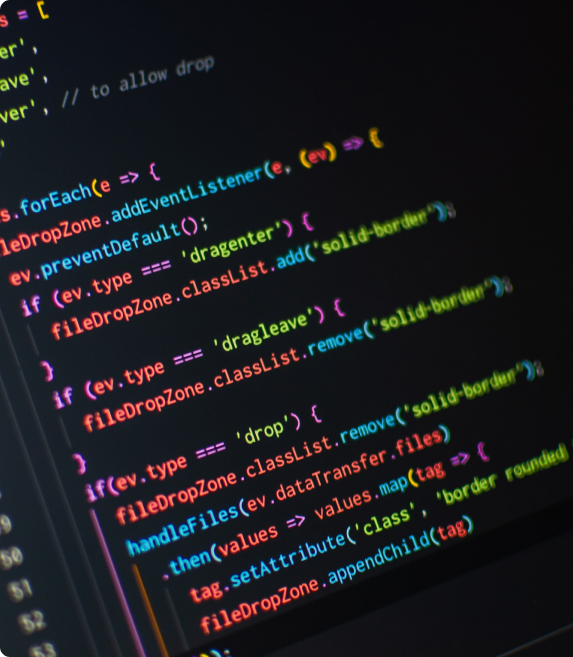 s = [
er',
ave',
ver', // to allow drop
'
s.forEach(e => {
leDropZone.addEventListener(e, (ev) => {
ev.preventDefault();
if (ev.type === 'dragenter') {
fileDropZone.classList.add('solid-border');
}
if (ev.type === 'dragleave') {
fileDropZone.classList.remove('solid-border');
}
if(ev.type === 'drop') {
fileDropZone.classList.remove('solid-border');
handleFiles(ev.dataTransfer.files)
.then(values => values.map(tag => {
49 tag.setAttribute('class', 'border rounded
50 fileDropZone.appendChild(tag)
51 });
52
53